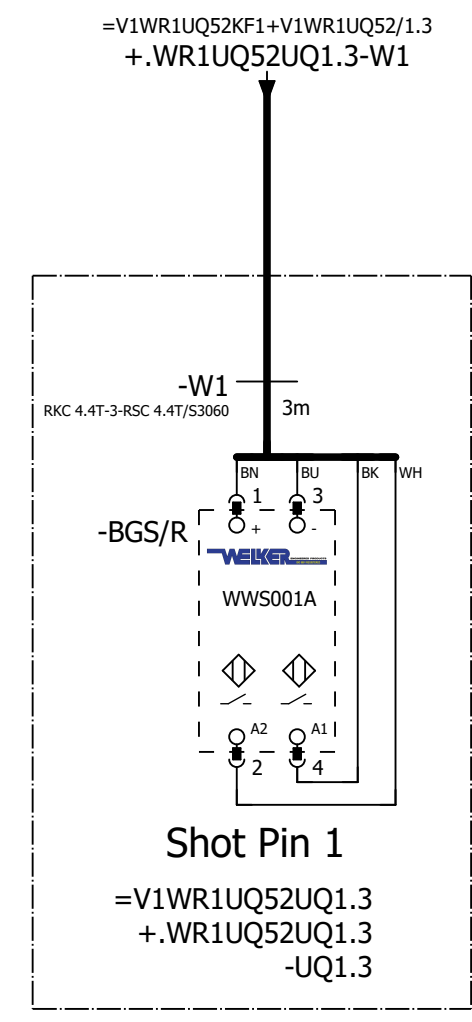 =V1WR1UQ52KF1+V1WR1UQ52/1.3
+.WR1UQ52UQ1.3-W1
-W1
RKC 4.4T-3-RSC 4.4T/S3060
3m
BN BU BK WH
1 3
-BGS/R
+ -
WELKER
WWS001A
A2 A1
2 4
Shot Pin 1
=V1WR1UQ52UQ1.3
+.WR1UQ52UQ1.3
-UQ1.3